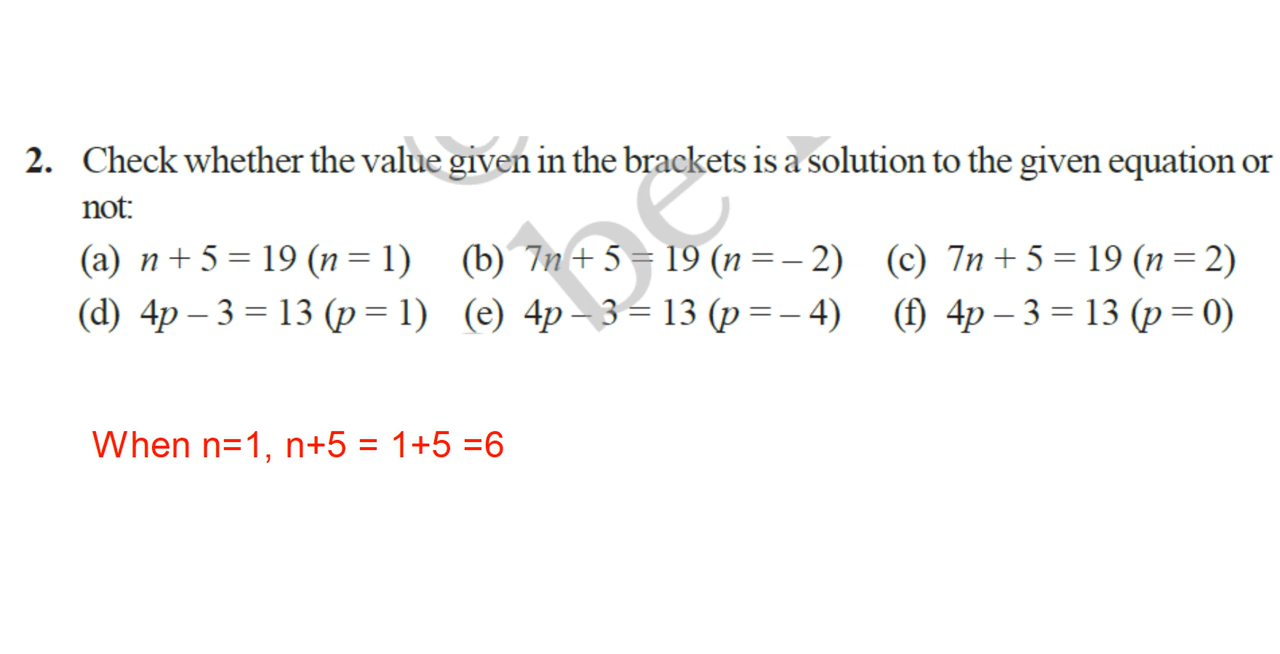 2. Check whether the value given in the brackets is a solution to the given equation or
not:
(a) n + 5 = 19 (n = 1) (b) 7n + 5 = 19 (n = – 2) (c) 7n + 5 = 19 (n = 2)
(d) 4p – 3 = 13 (p = 1) (e) 4p – 3 = 13 (p = – 4) (f) 4p – 3 = 13 (p = 0)
be
When n=1, n+5 = 1+5 =6